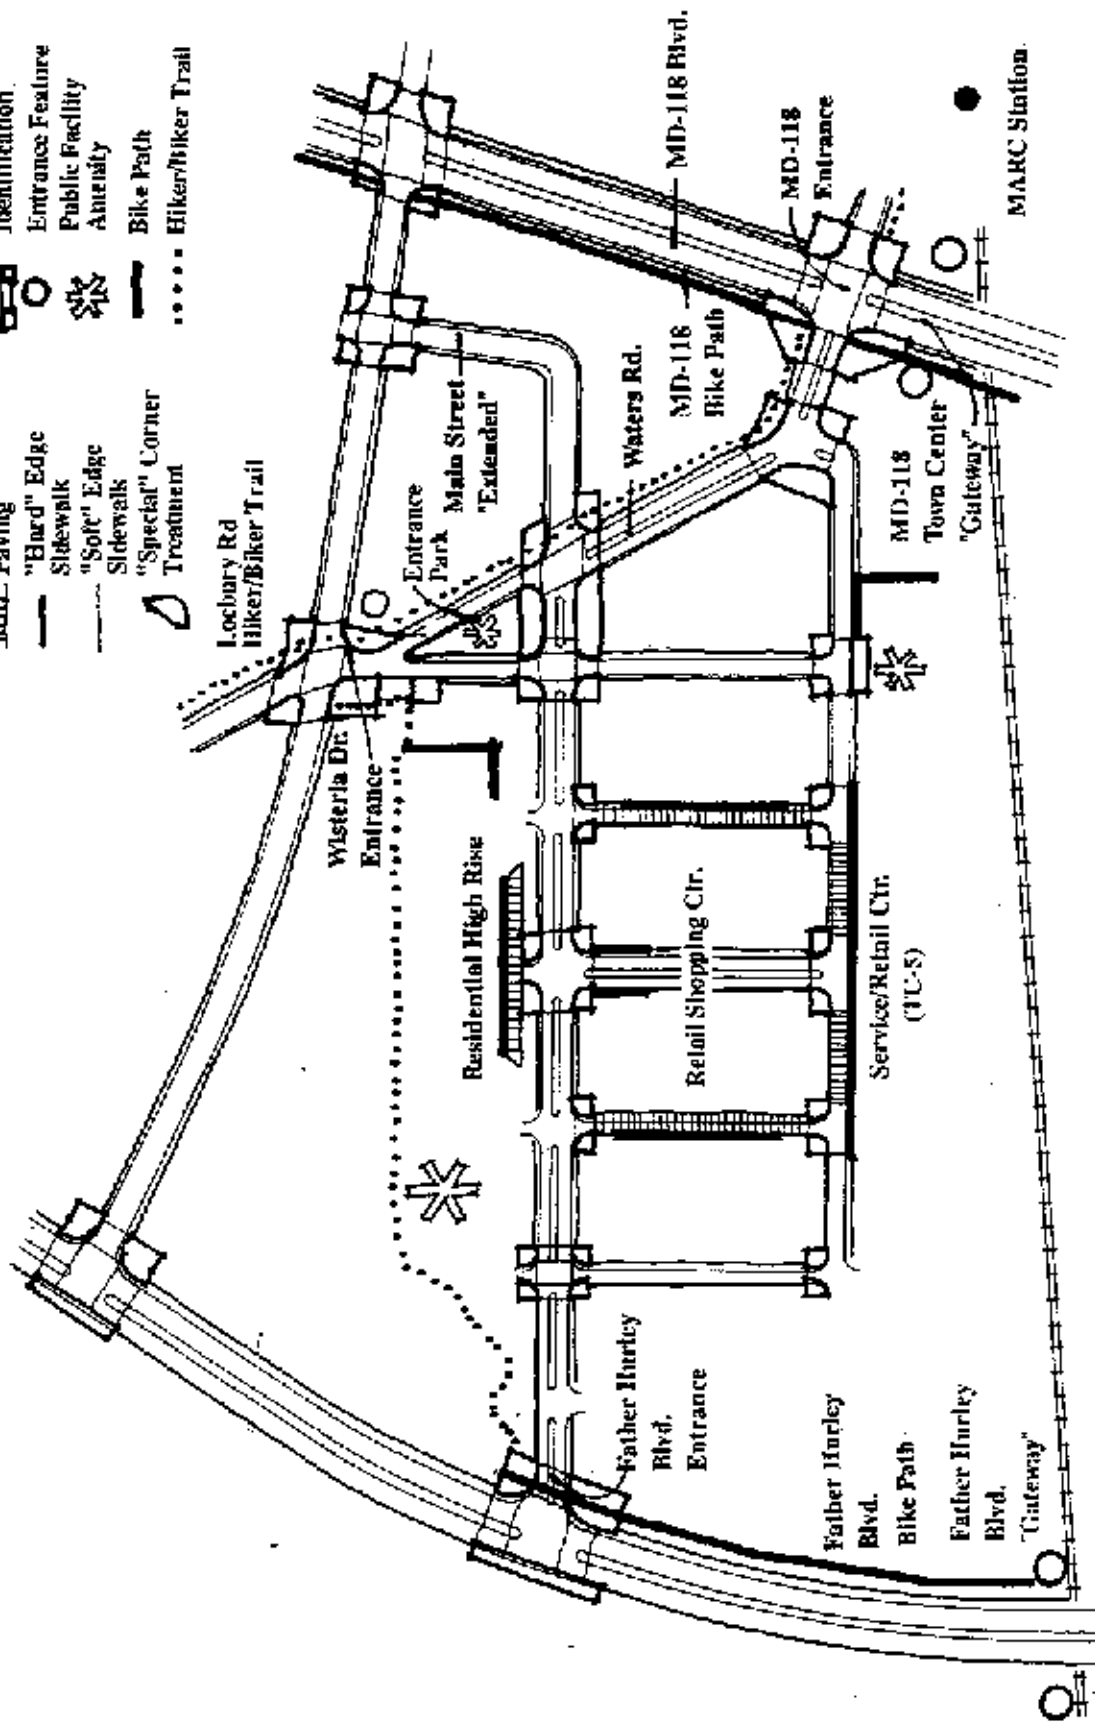 Identification
Entrance Feature
Public Facility
Amenity
Bike Path
Hiker/Biker Trail
Paving
"Hard" Edge
Sidewalk
"Soft" Edge
Sidewalk
"Special" Corner
Treatment
Locbury Rd
Hiker/Biker Trail
Wisteria Dr.
Entrance
Entrance
Park
Main Street
"Extended"
Waters Rd.
MD-118
Bike Path
MD-118 Blvd.
MD-118
Entrance
MARC Station
MD-118
Town Center
"Gateway"
Residential High Rise
Retail Shopping Ctr.
Service/Retail Ctr.
(TC-5)
Father Hurley
Blvd.
Entrance
Father Hurley
Blvd.
Bike Path
Father Hurley
Blvd.
"Gateway"